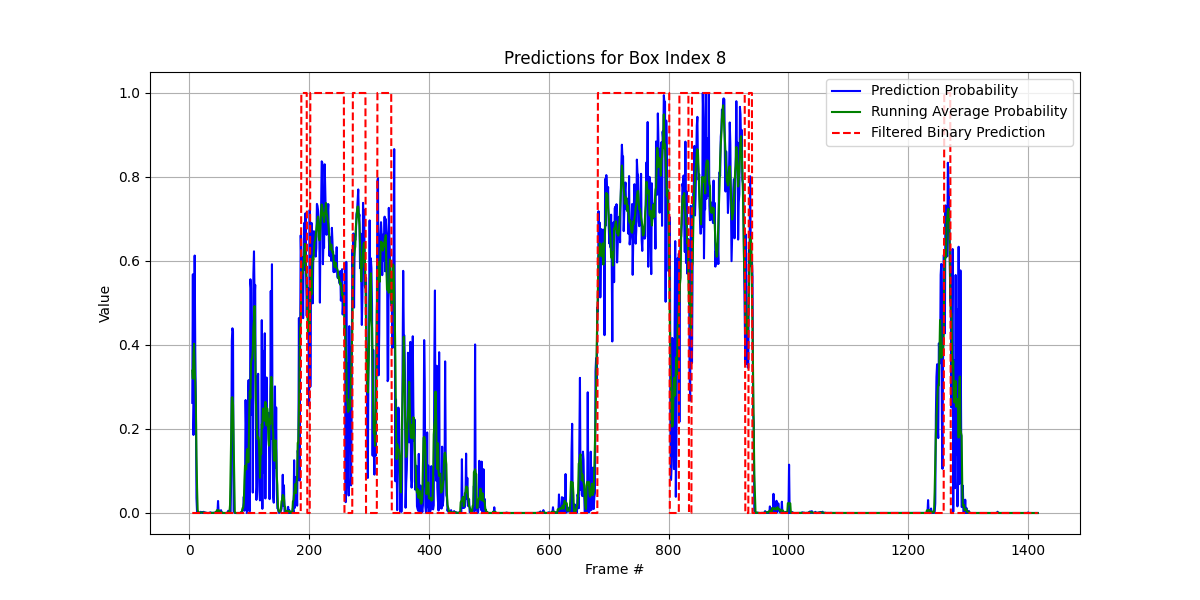 Predictions for Box Index 8
Prediction Probability
Running Average Probability
Filtered Binary Prediction
Value
1.0
0.8
0.6
0.4
0.2
0.0
0 200 400 600 800 1000 1200 1400
Frame #